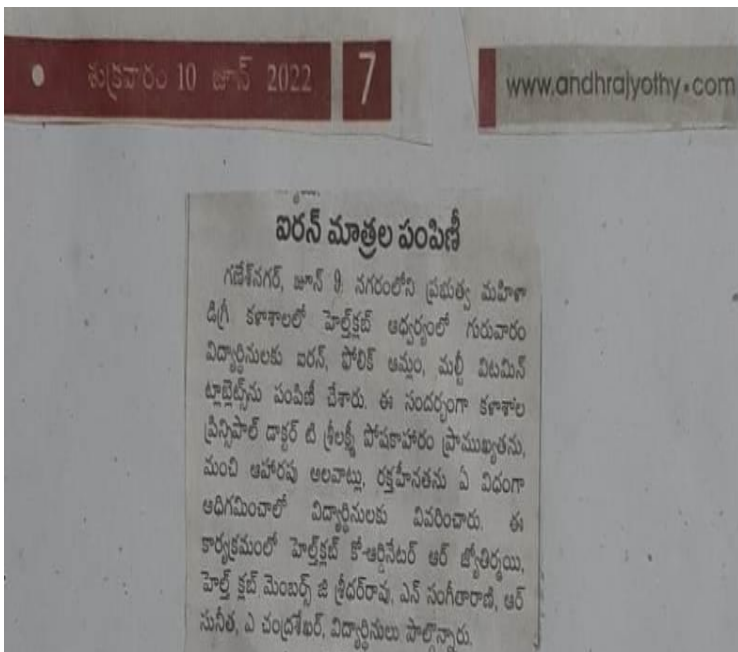 శుక్రవారం 10 జూన్ 2022
7
www.andhrajyothy.com
ఐరన్ మాత్రల పంపిణీ
గణేశ్‌నగర్, జూన్ 9: నగరంలోని ప్రభుత్వ మహిళా
డిగ్రీ కళాశాలలో హెల్త్‌క్లబ్ ఆధ్వర్యంలో గురువారం
విద్యార్థినులకు ఐరన్, ఫోలిక్ ఆమ్లం, మల్టీ విటమిన్
ట్లాబ్లెట్స్‌ను పంపిణీ చేశారు. ఈ సందర్భంగా కళాశాల
ప్రిన్సిపాల్ డాక్టర్ టి శ్రీలక్ష్మీ పోషకాహారం ప్రాముఖ్యతను,
మంచి ఆహారపు అలవాట్లు, రక్తహీనతను ఏ విధంగా
అధిగమించాలో విద్యార్థినులకు వివరించారు. ఈ
కార్యక్రమంలో హెల్త్‌క్లబ్ కో-ఆర్డినేటర్ ఆర్ జ్యోతిర్మయి,
హెల్త్ క్లబ్ మెంబర్స్ జి శ్రీధర్‌రావు, ఎన్ సంగీతారాణి, ఆర్
సునీత, ఎ చంద్రశేఖర్, విద్యార్థినులు పాల్గొన్నారు.